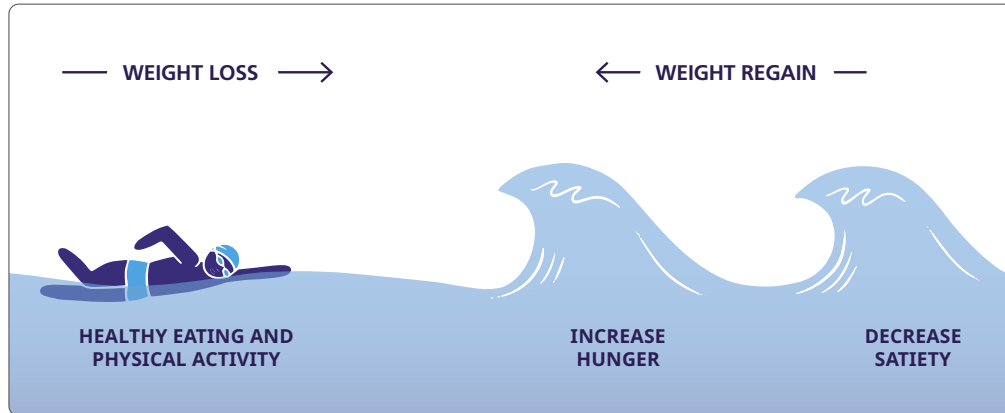 WEIGHT LOSS
WEIGHT REGAIN
HEALTHY EATING AND
PHYSICAL ACTIVITY
INCREASE
HUNGER
DECREASE
SATIETY